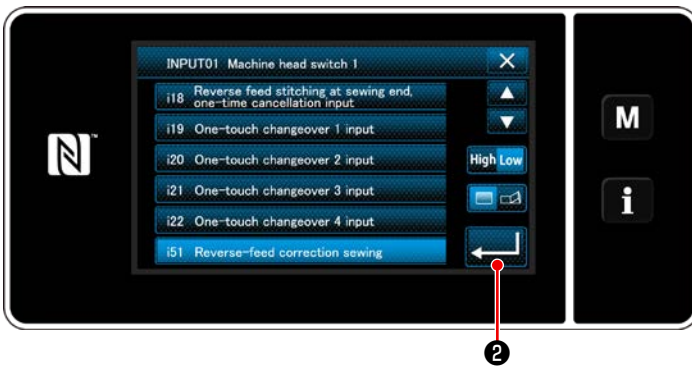 INPUT01 Machine head switch 1
i18 Reverse feed stitching at sewing end,
one-time cancellation input
i19 One-touch changeover 1 input
i20 One-touch changeover 2 input
High Low
i21 One-touch changeover 3 input
i22 One-touch changeover 4 input
i51 Reverse-feed correction sewing
N
M
i
❷